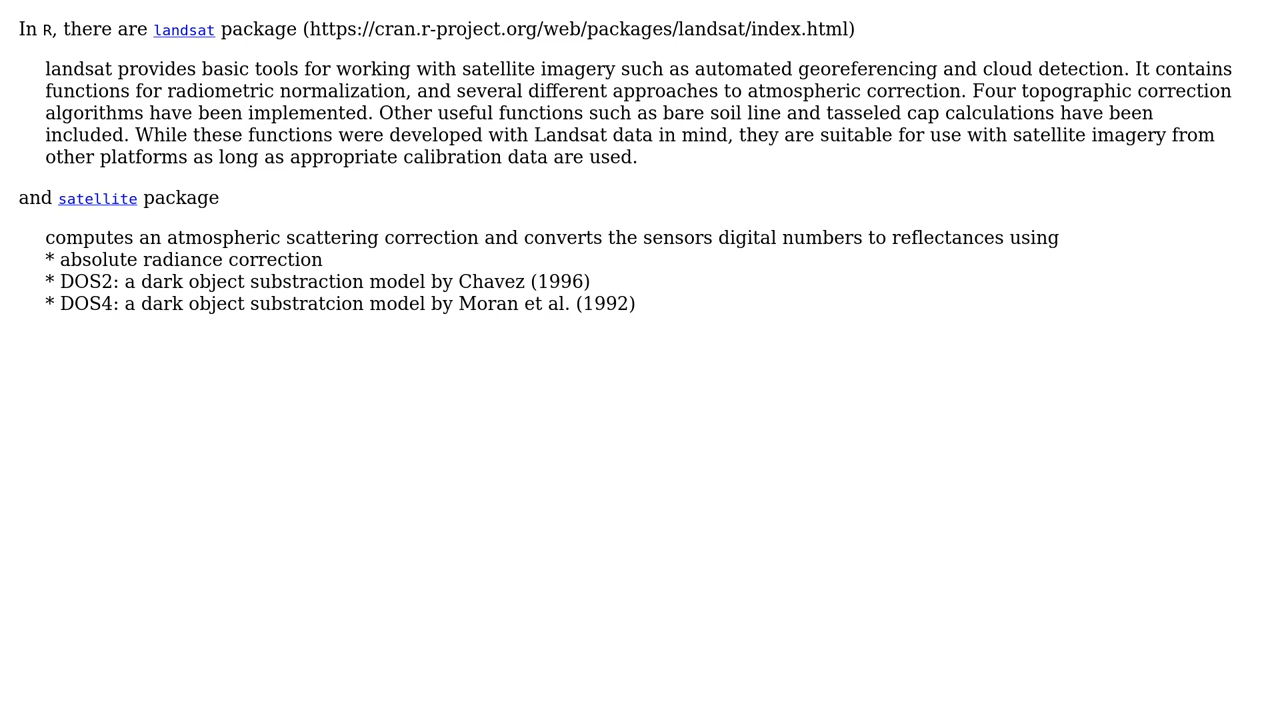 In R, there are landsat package (https://cran.r-project.org/web/packages/landsat/index.html)
landsat provides basic tools for working with satellite imagery such as automated georeferencing and cloud detection. It contains
functions for radiometric normalization, and several different approaches to atmospheric correction. Four topographic correction
algorithms have been implemented. Other useful functions such as bare soil line and tasseled cap calculations have been
included. While these functions were developed with Landsat data in mind, they are suitable for use with satellite imagery from
other platforms as long as appropriate calibration data are used.
and satellite package
computes an atmospheric scattering correction and converts the sensors digital numbers to reflectances using
* absolute radiance correction
* DOS2: a dark object substraction model by Chavez (1996)
* DOS4: a dark object substratcion model by Moran et al. (1992)